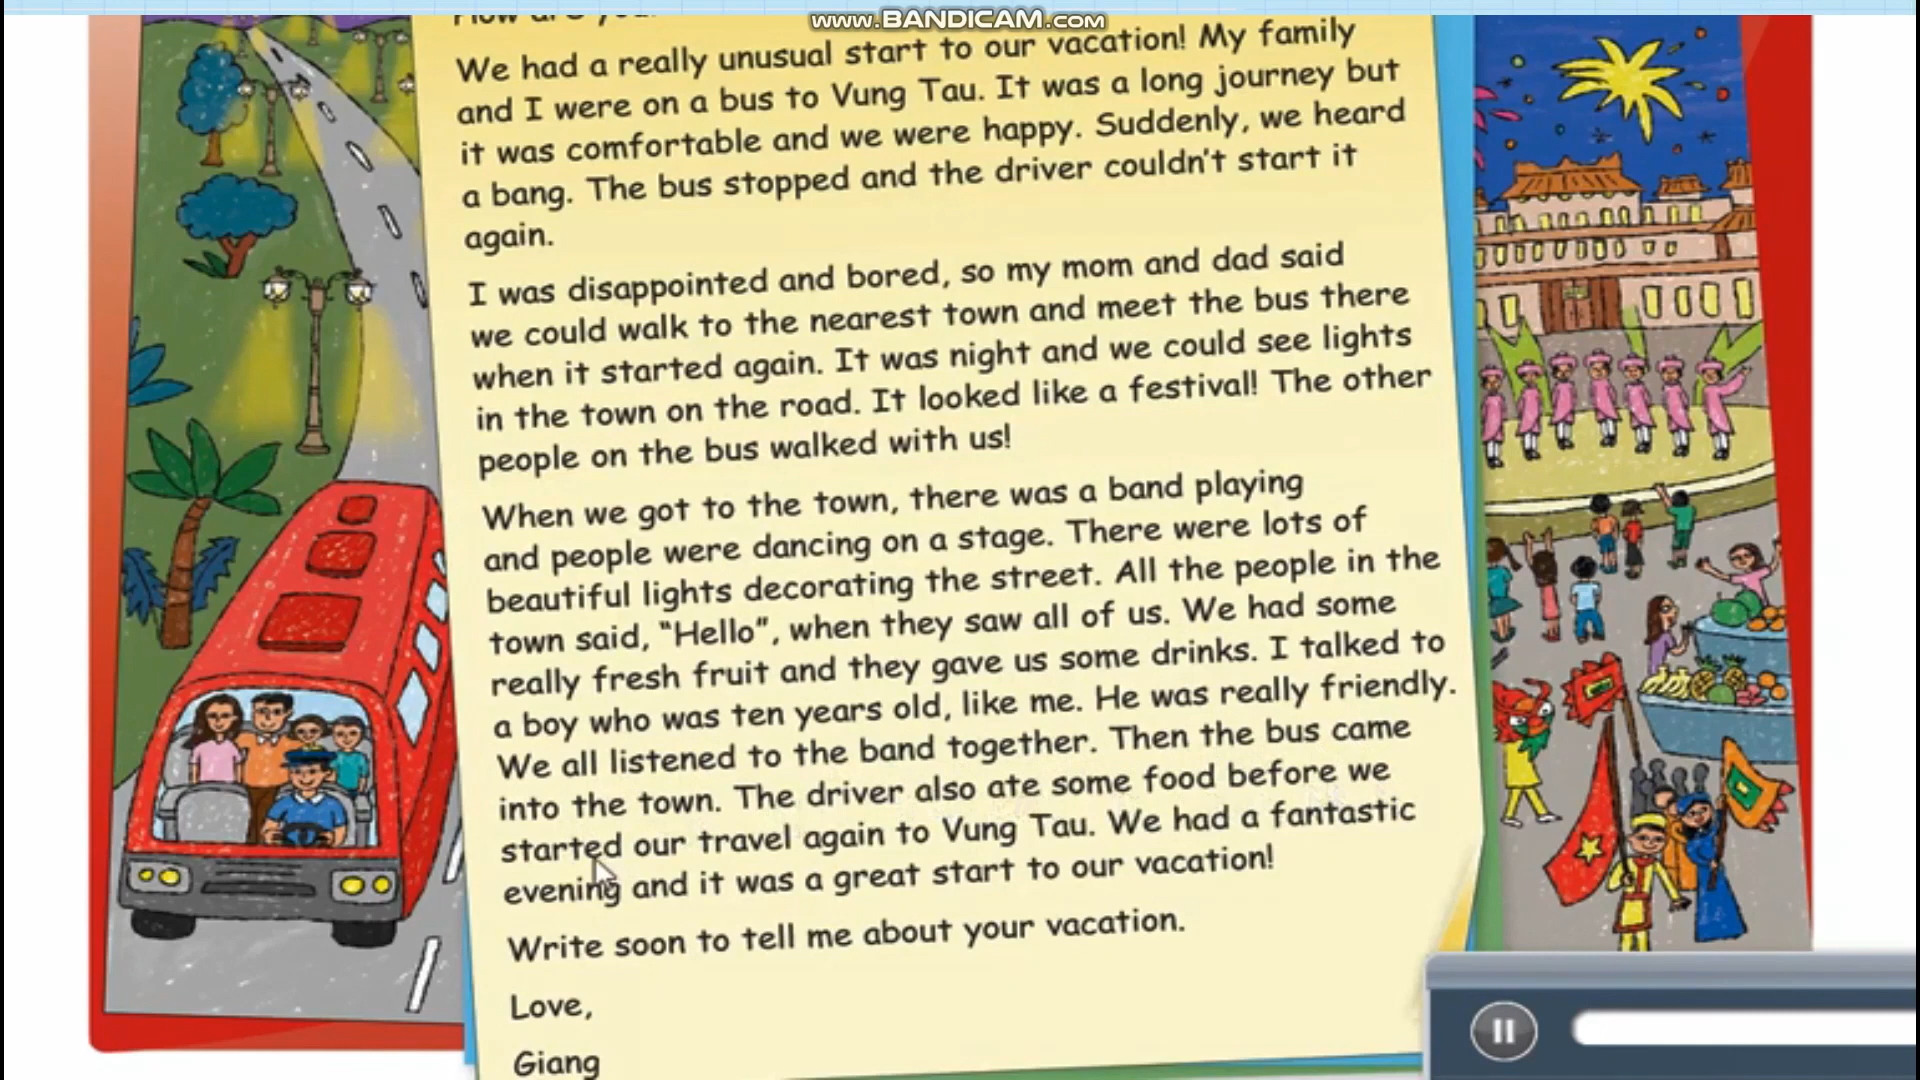 www.BANDICAM.com
How are you
We had a really unusual start to our vacation! My family
and I were on a bus to Vung Tau. It was a long journey but
it was comfortable and we were happy. Suddenly, we heard
a bang. The bus stopped and the driver couldn't start it
again.
I was disappointed and bored, so my mom and dad said
we could walk to the nearest town and meet the bus there
when it started again. It was night and we could see lights
in the town on the road. It looked like a festival! The other
people on the bus walked with us!
When we got to the town, there was a band playing
and people were dancing on a stage. There were lots of
beautiful lights decorating the street. All the people in the
town said, “Hello”, when they saw all of us. We had some
really fresh fruit and they gave us some drinks. I talked to
a boy who was ten years old, like me. He was really friendly.
We all listened to the band together. Then the bus came
into the town. The driver also ate some food before we
started our travel again to Vung Tau. We had a fantastic
evening and it was a great start to our vacation!
Write soon to tell me about your vacation.
Love,
Giang